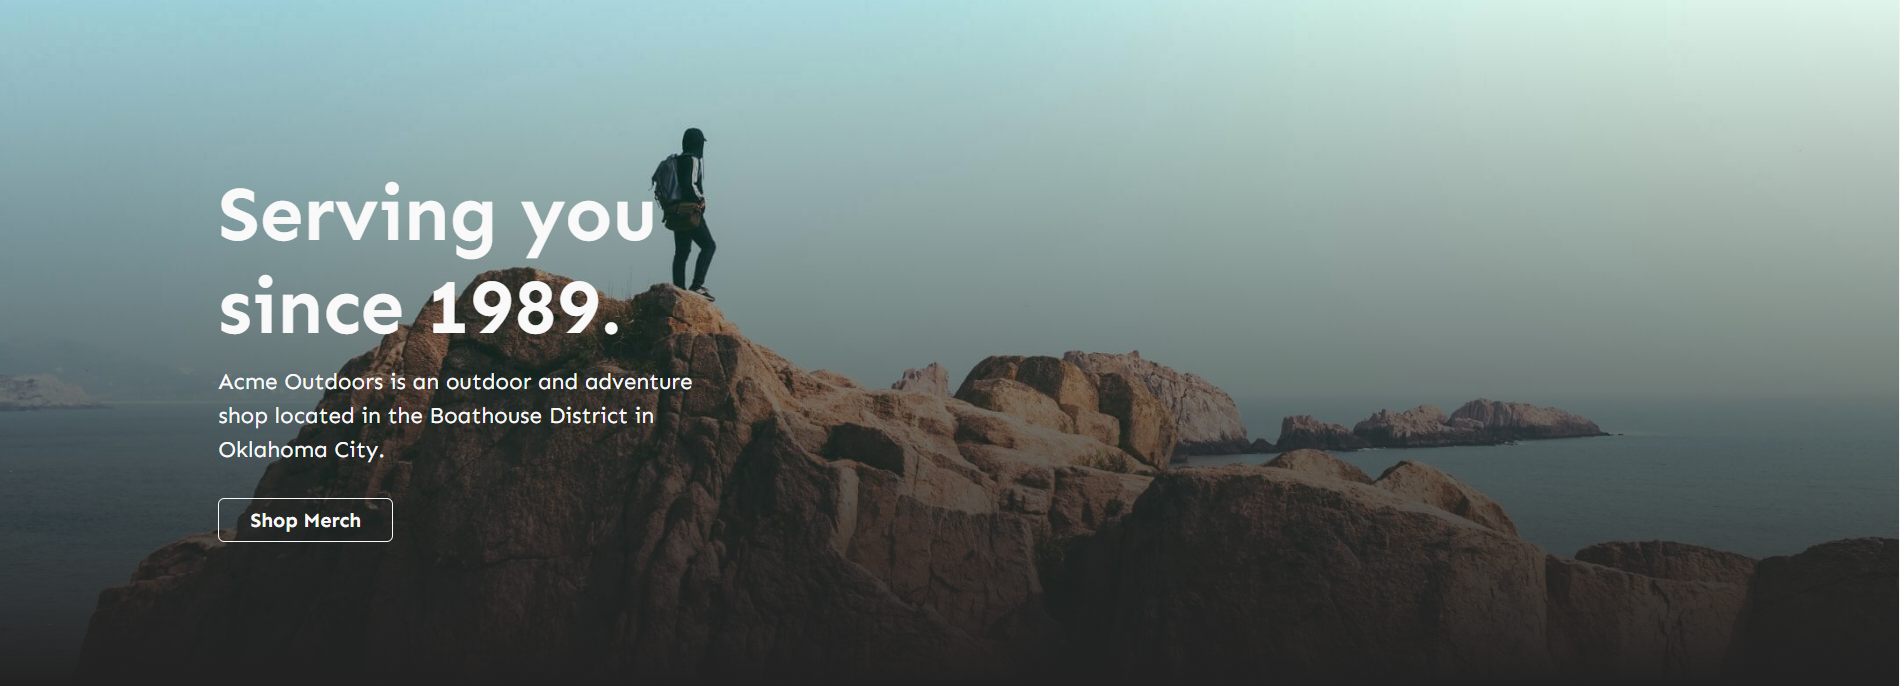 Serving you
since 1989.
Acme Outdoors is an outdoor and adventure
shop located in the Boathouse District in
Oklahoma City.
Shop Merch